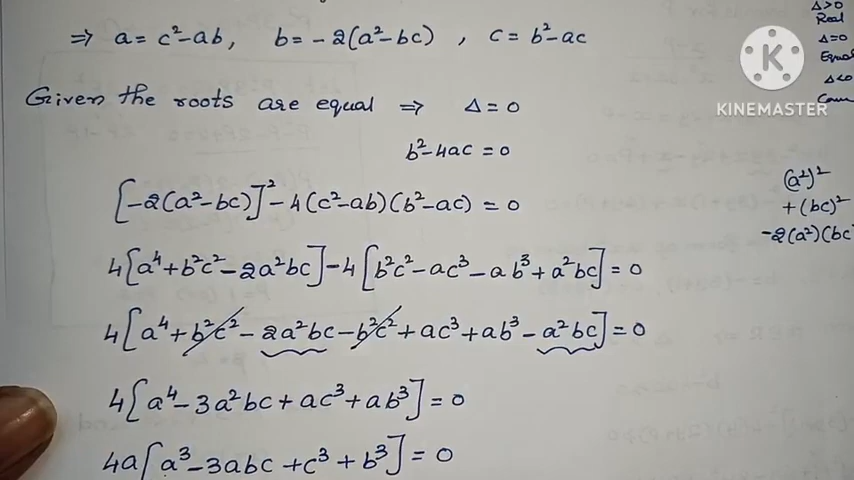 ⇒ a = c² - ab, b = -2(a² - bc) , c = b² - ac
Given the roots are equal ⇒ Δ = 0
b² - 4ac = 0
[-2(a² - bc)]² - 4(c² - ab)(b² - ac) = 0
4[a⁴ + b²c² - 2a²bc] - 4[b²c² - ac³ - ab³ + a²bc] = 0
4[a⁴ + b²c² - 2a²bc - b²c² + ac³ + ab³ - a²bc] = 0
4[a⁴ - 3a²bc + ac³ + ab³] = 0
4a[a³ - 3abc + c³ + b³] = 0
Δ>0
Real
Δ=0
Equal
Δ<0
KINEMASTER
(a²)²
+ (bc)²
-2(a²)(bc